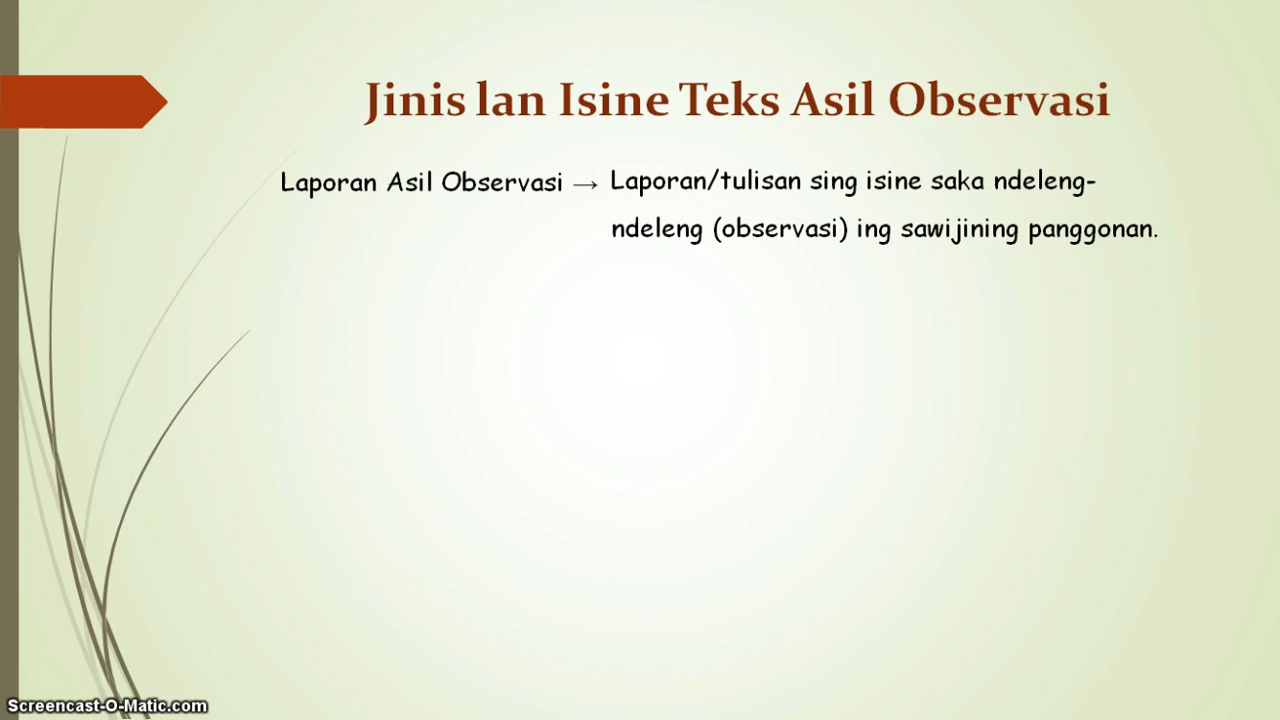 Jinis lan Isine Teks Asil Observasi
Laporan Asil Observasi → Laporan/tulisan sing isine saka ndeleng-
ndeleng (observasi) ing sawijining panggonan.
Screencast-O-Matic.com